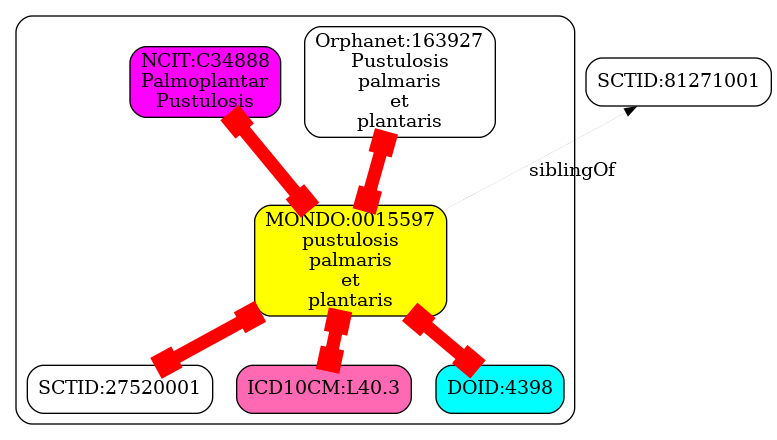 NCIT:C34888
Palmoplantar
Pustulosis
Orphanet:163927
Pustulosis
palmaris
et
plantaris
SCTID:81271001
siblingOf
MONDO:0015597
pustulosis
palmaris
et
plantaris
SCTID:27520001
ICD10CM:L40.3
DOID:4398